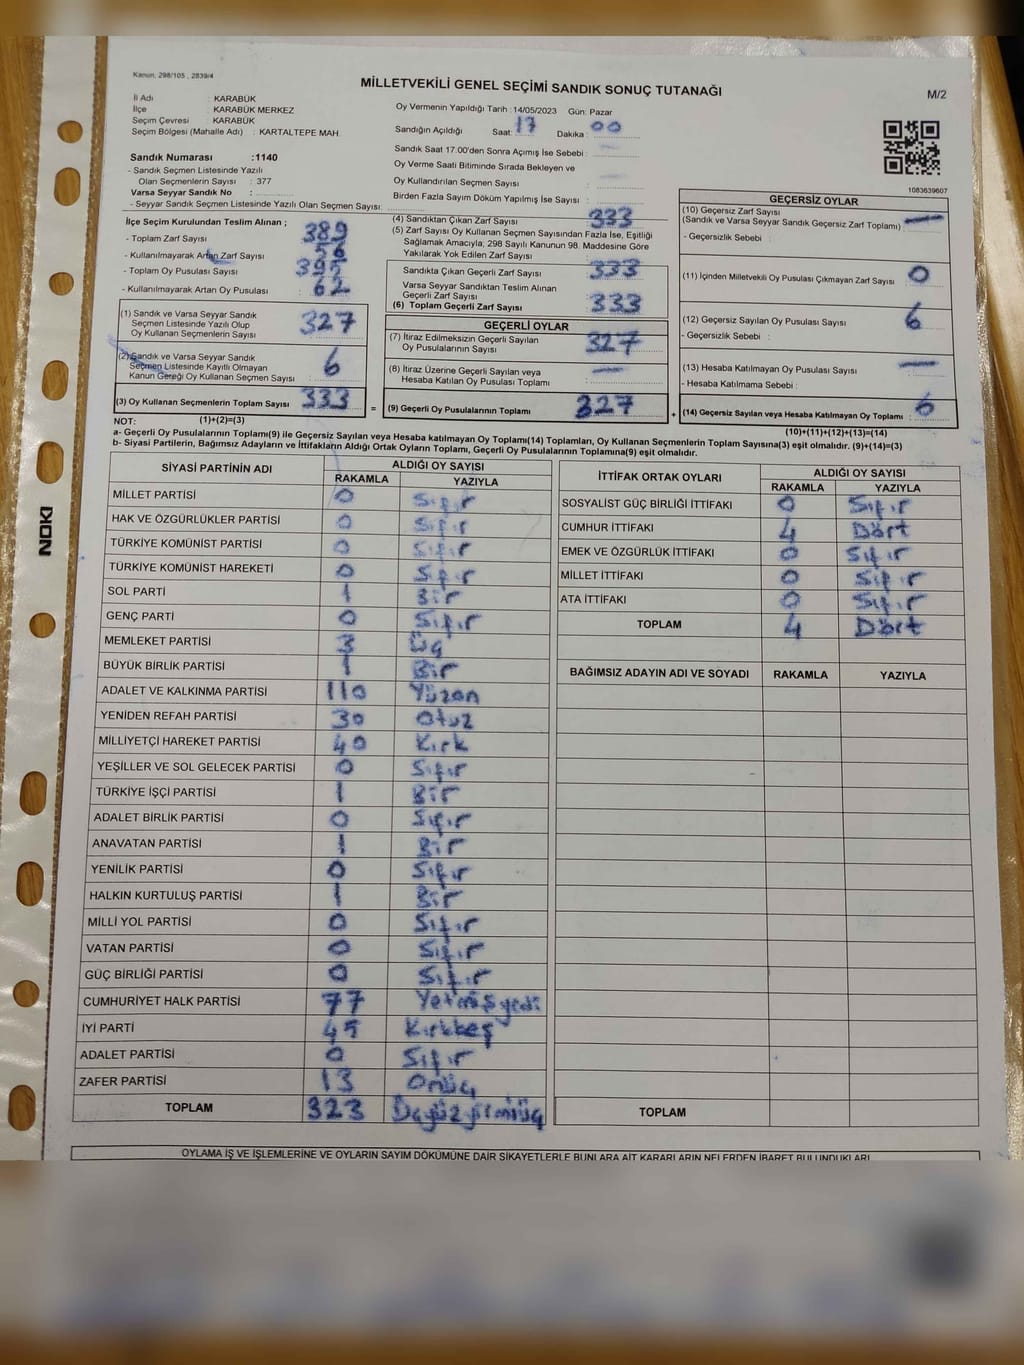 Kanun, 298/105 , 2839/4
MİLLETVEKİLİ GENEL SEÇİMİ SANDIK SONUÇ TUTANAĞI
M/2
İl Adı : KARABÜK
İlçe : KARABÜK MERKEZ
Seçim Çevresi : KARABÜK
Seçim Bölgesi (Mahalle Adı) : KARTALTEPE MAH.
Sandık Numarası :1140
- Sandık Seçmen Listesinde Yazılı
Olan Seçmenlerin Sayısı : 377
Varsa Seyyar Sandık No :
- Seyyar Sandık Seçmen Listesinde Yazılı Olan Seçmen Sayısı:
Oy Vermenin Yapıldığı Tarih :14/05/2023 Gün: Pazar
Sandığın Açıldığı Saat: 17 Dakika : 00
Sandık Saat 17.00'den Sonra Açımış İse Sebebi : —
Oy Verme Saati Bitiminde Sırada Bekleyen ve
Oy Kullandırılan Seçmen Sayısı : —
Birden Fazla Sayım Döküm Yapılmış İse Sayısı :
1083639607
İlçe Seçim Kurulundan Teslim Alınan ;
- Toplam Zarf Sayısı 389
- Kullanılmayarak Artan Zarf Sayısı 56
- Toplam Oy Pusulası Sayısı 395
- Kullanılmayarak Artan Oy Pusulası 62
(1) Sandık ve Varsa Seyyar Sandık
Seçmen Listesinde Yazılı Olup
Oy Kullanan Seçmenlerin Sayısı 327
(2) Sandık ve Varsa Seyyar Sandık
Seçmen Listesinde Kayıtlı Olmayan
Kanun Gereği Oy Kullanan Seçmen Sayısı : 6
(3) Oy Kullanan Seçmenlerin Toplam Sayısı 333 =
(4) Sandıktan Çıkan Zarf Sayısı 333
(5) Zarf Sayısı Oy Kullanan Seçmen Sayısından Fazla İse, Eşitliği
Sağlamak Amacıyla; 298 Sayılı Kanunun 98. Maddesine Göre
Yakılarak Yok Edilen Zarf Sayısı :
Sandıkta Çıkan Geçerli Zarf Sayısı 333
Varsa Seyyar Sandıktan Teslim Alınan
Geçerli Zarf Sayısı :
(6) Toplam Geçerli Zarf Sayısı 333
GEÇERLİ OYLAR
(7) İtiraz Edilmeksizin Geçerli Sayılan
Oy Pusulalarının Sayısı 327
(8) İtiraz Üzerine Geçerli Sayılan veya
Hesaba Katılan Oy Pusulası Toplamı : —
(9) Geçerli Oy Pusulalarının Toplamı 327 +
GEÇERSİZ OYLAR
(10) Geçersiz Zarf Sayısı
(Sandık ve Varsa Seyyar Sandık Geçersiz Zarf Toplamı) —
- Geçersizlik Sebebi :
(11) İçinden Milletvekili Oy Pusulası Çıkmayan Zarf Sayısı 0
(12) Geçersiz Sayılan Oy Pusulası Sayısı 6
- Geçersizlik Sebebi :
(13) Hesaba Katılmayan Oy Pusulası Sayısı —
- Hesaba Katılmama Sebebi :
(14) Geçersiz Sayılan veya Hesaba Katılmayan Oy Toplamı : 6
NOT: (1)+(2)=(3) (10)+(11)+(12)+(13)=(14)
a- Geçerli Oy Pusulalarının Toplamı(9) ile Geçersiz Sayılan veya Hesaba katılmayan Oy Toplamı(14) Toplamları, Oy Kullanan Seçmenlerin Toplam Sayısına(3) eşit olmalıdır. (9)+(14)=(3)
b- Siyasi Partilerin, Bağımsız Adayların ve İttifakların Aldığı Ortak Oyların Toplamı, Geçerli Oy Pusulalarının Toplamına(9) eşit olmalıdır.
SİYASİ PARTİNİN ADI ALDIĞI OY SAYISI
RAKAMLA YAZIYLA
MİLLET PARTİSİ 0 Sıfır
HAK VE ÖZGÜRLÜKLER PARTİSİ 0 Sıfır
TÜRKİYE KOMÜNİST PARTİSİ 0 Sıfır
TÜRKİYE KOMÜNİST HAREKETİ 0 Sıfır
SOL PARTİ 1 Bir
GENÇ PARTİ 0 Sıfır
MEMLEKET PARTİSİ 3 Üç
BÜYÜK BİRLİK PARTİSİ 1 Bir
ADALET VE KALKINMA PARTİSİ 110 Yüzon
YENİDEN REFAH PARTİSİ 30 Otuz
MİLLİYETÇİ HAREKET PARTİSİ 40 Kırk
YEŞİLLER VE SOL GELECEK PARTİSİ 0 Sıfır
TÜRKİYE İŞÇİ PARTİSİ 1 Bir
ADALET BİRLİK PARTİSİ 0 Sıfır
ANAVATAN PARTİSİ 1 Bir
YENİLİK PARTİSİ 0 Sıfır
HALKIN KURTULUŞ PARTİSİ 1 Bir
MİLLİ YOL PARTİSİ 0 Sıfır
VATAN PARTİSİ 0 Sıfır
GÜÇ BİRLİĞİ PARTİSİ 0 Sıfır
CUMHURİYET HALK PARTİSİ 77 Yetmişyedi
İYİ PARTİ 45 Kırkbeş
ADALET PARTİSİ 0 Sıfır
ZAFER PARTİSİ 13 Onüç
TOPLAM 323 Üçyüzyirmiüç
İTTİFAK ORTAK OYLARI ALDIĞI OY SAYISI
RAKAMLA YAZIYLA
SOSYALİST GÜÇ BİRLİĞİ İTTİFAKI 0 Sıfır
CUMHUR İTTİFAKI 4 Dört
EMEK VE ÖZGÜRLÜK İTTİFAKI 0 Sıfır
MİLLET İTTİFAKI 0 Sıfır
ATA İTTİFAKI 0 Sıfır
TOPLAM 4 Dört
BAĞIMSIZ ADAYIN ADI VE SOYADI RAKAMLA YAZIYLA
TOPLAM
OYLAMA İŞ VE İŞLEMLERİNE VE OYLARIN SAYIM DÖKÜMÜNE DAİR ŞİKAYETLERLE BUNLARA AİT KARARLARIN NELERDEN İBARET BULUNDUKLARI
NOKI